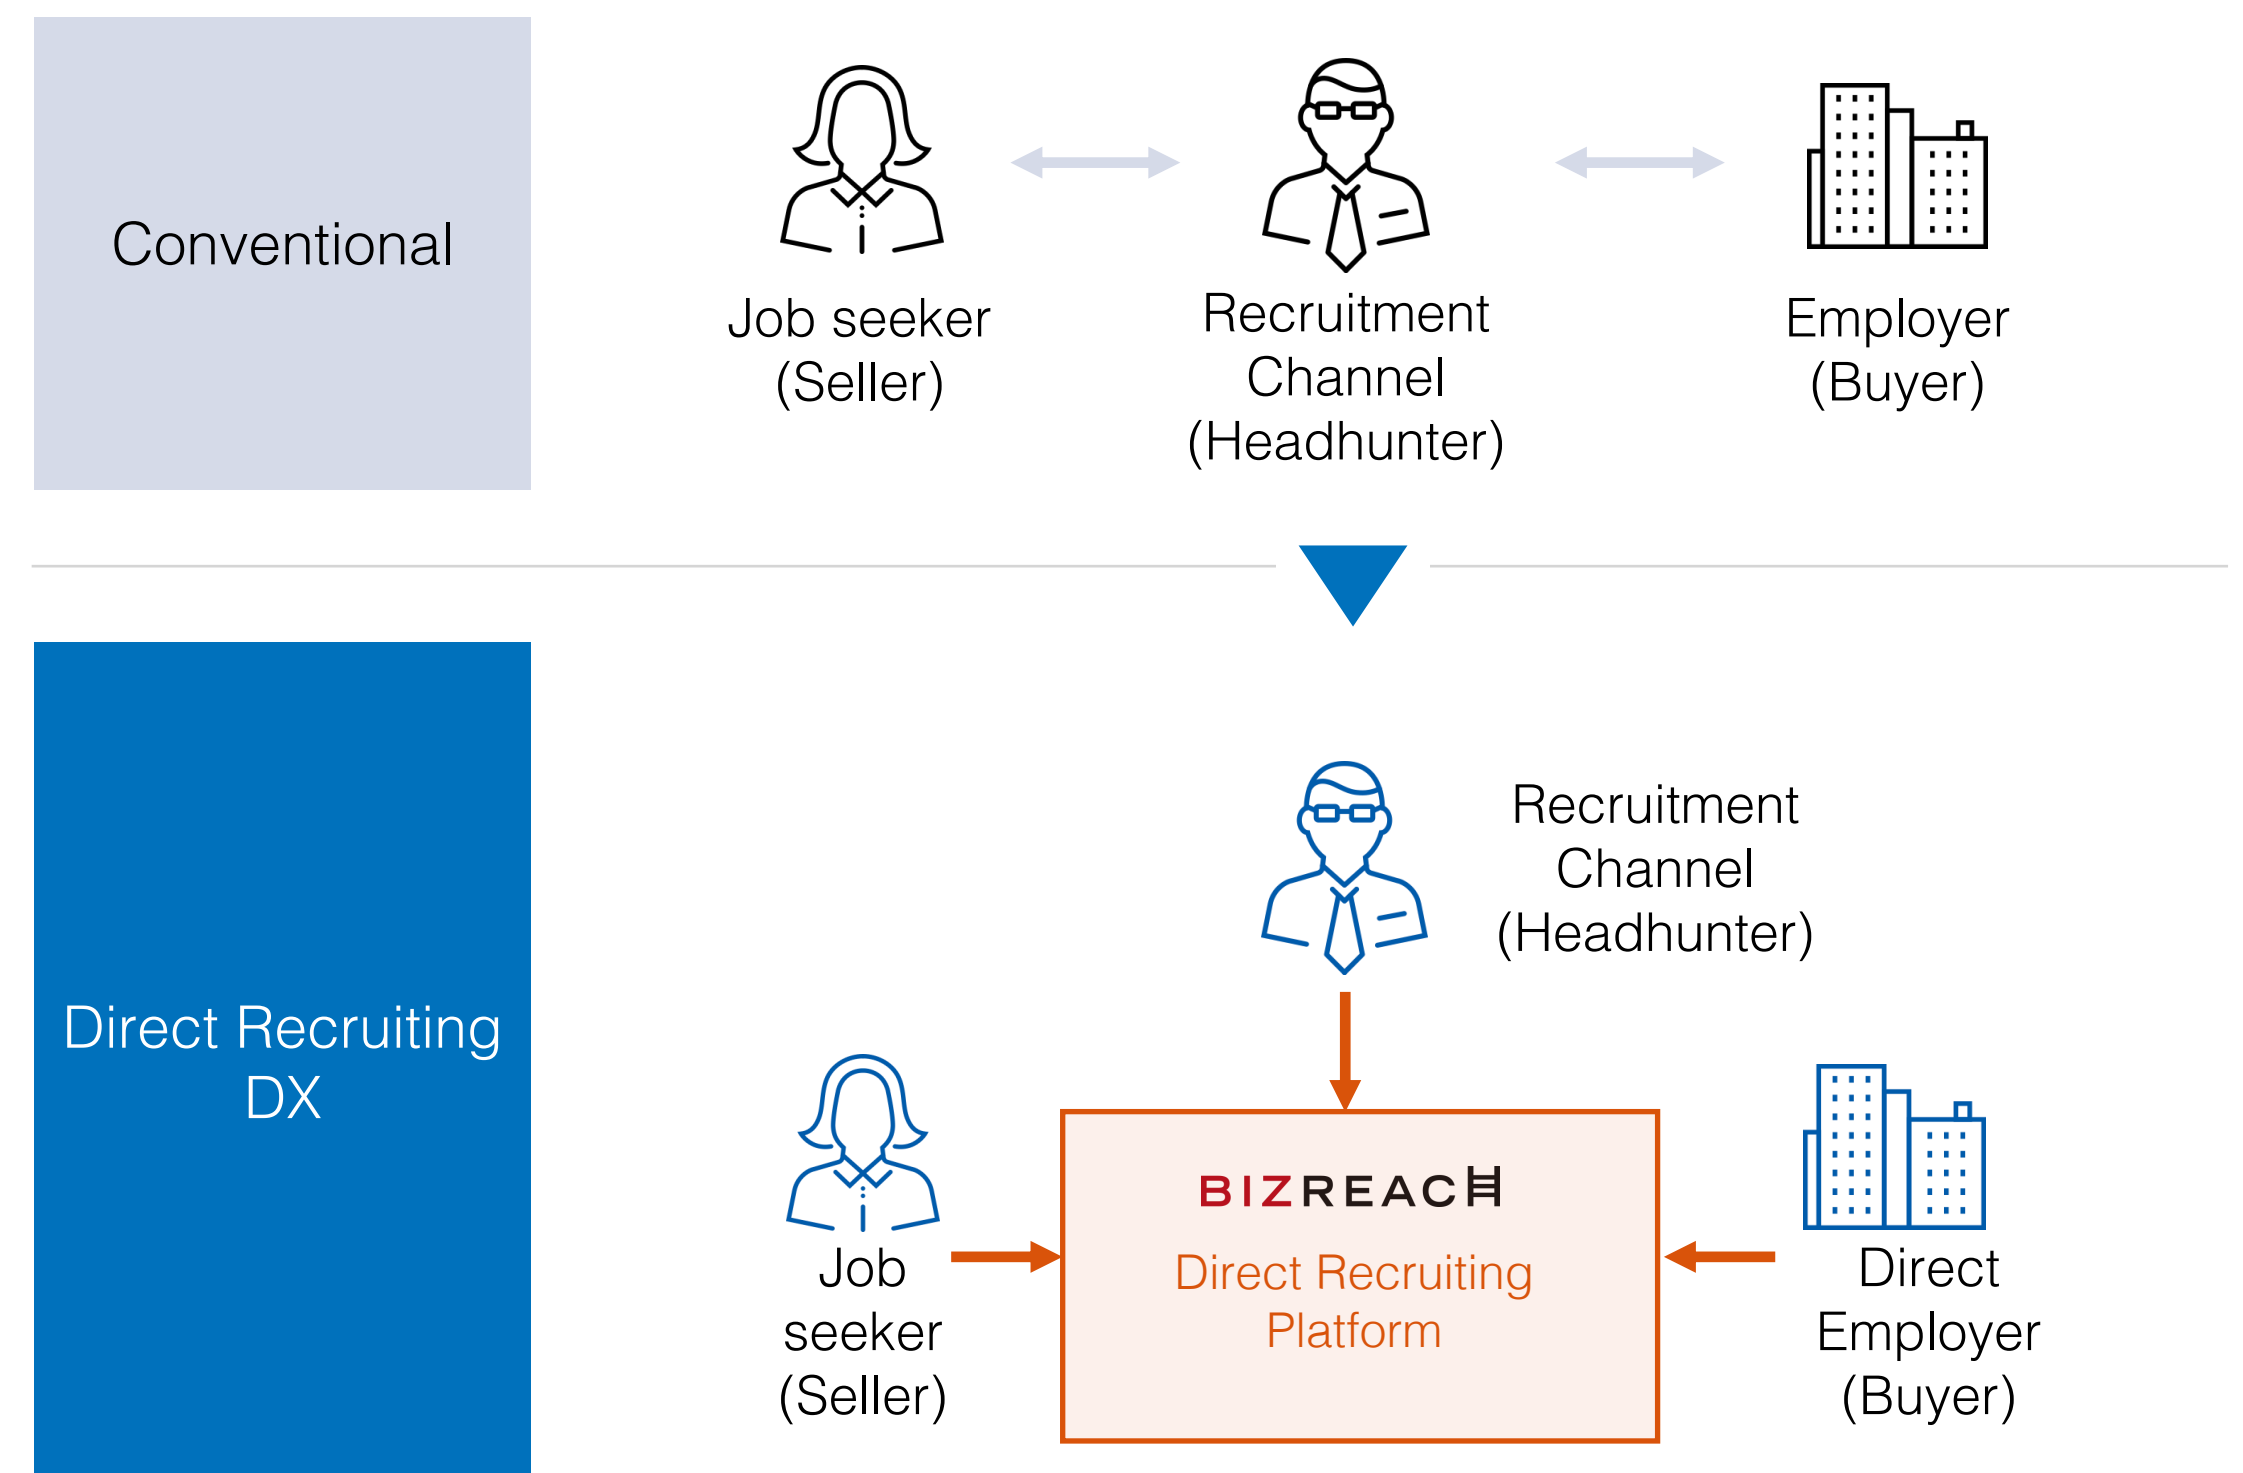 Conventional
Job seeker
(Seller)
Recruitment
Channel
(Headhunter)
Employer
(Buyer)
Direct Recruiting
DX
Recruitment
Channel
(Headhunter)
Job
seeker
(Seller)
BIZREACH
Direct Recruiting
Platform
Direct
Employer
(Buyer)